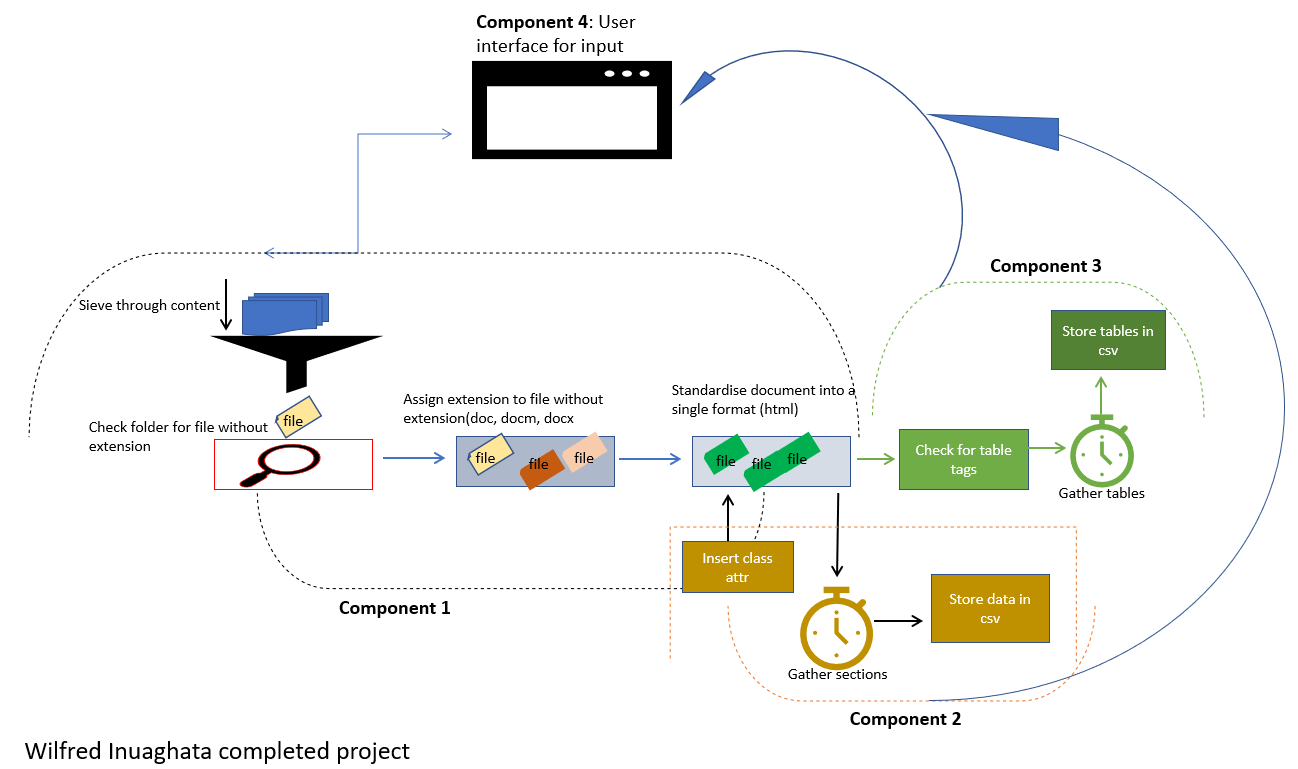 Component 4: User
interface for input
Component 3
Sieve through content
Store tables in
csv
Assign extension to file without
extension(doc, docm, docx
Standardise document into a
single format (html)
file
Check folder for file without
extension
file
file
file
file
file
file
Check for table
tags
Gather tables
Insert class
attr
Store data in
csv
Component 1
Gather sections
Component 2
Wilfred Inuaghata completed project